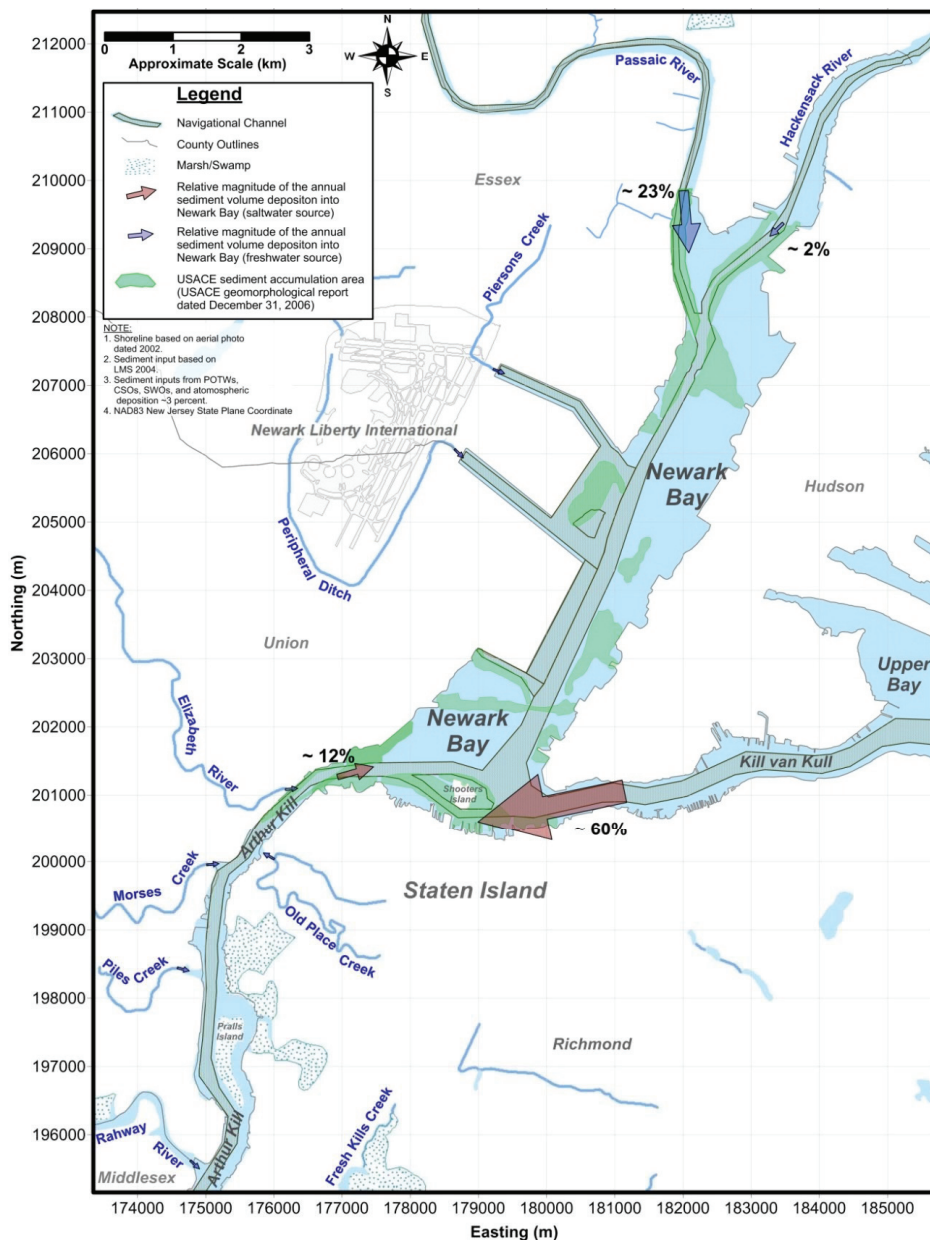 N
W
E
S
0
1
2
3
Approximate Scale (km)
Legend
Navigational Channel
County Outlines
Marsh/Swamp
Relative magnitude of the annual
sediment volume depositon into
Newark Bay (saltwater source)
Relative magnitude of the annual
sediment volume depositon into
Newark Bay (freshwater source)
USACE sediment accumulation area
(USACE geomorphological report
dated December 31, 2006)
NOTE:
1. Shoreline based on aerial photo
dated 2002.
2. Sediment input based on
LMS 2004.
3. Sediment inputs from POTWs,
CSOs, SWOs, and atomospheric
deposition ~3 percent.
4. NAD83 New Jersey State Plane Coordinate
Passaic River
Hackensack River
Essex
~ 23%
~ 2%
Piersons Creek
Newark Liberty International
Peripheral Ditch
Newark
Bay
Hudson
Union
Upper
Bay
Elizabeth
River
Newark
Bay
~ 12%
Kill van Kull
Shooters
Island
~ 60%
Arthur Kill
Staten Island
Morses Creek
Old Place
Creek
Piles Creek
Pralls
Island
Richmond
Arthur Kill
Fresh Kills Creek
Rahway
River
Middlesex
212000
211000
210000
209000
208000
207000
206000
205000
204000
203000
202000
201000
200000
199000
198000
197000
196000
Northing (m)
174000
175000
176000
177000
178000
179000
180000
181000
182000
183000
184000
185000
Easting (m)